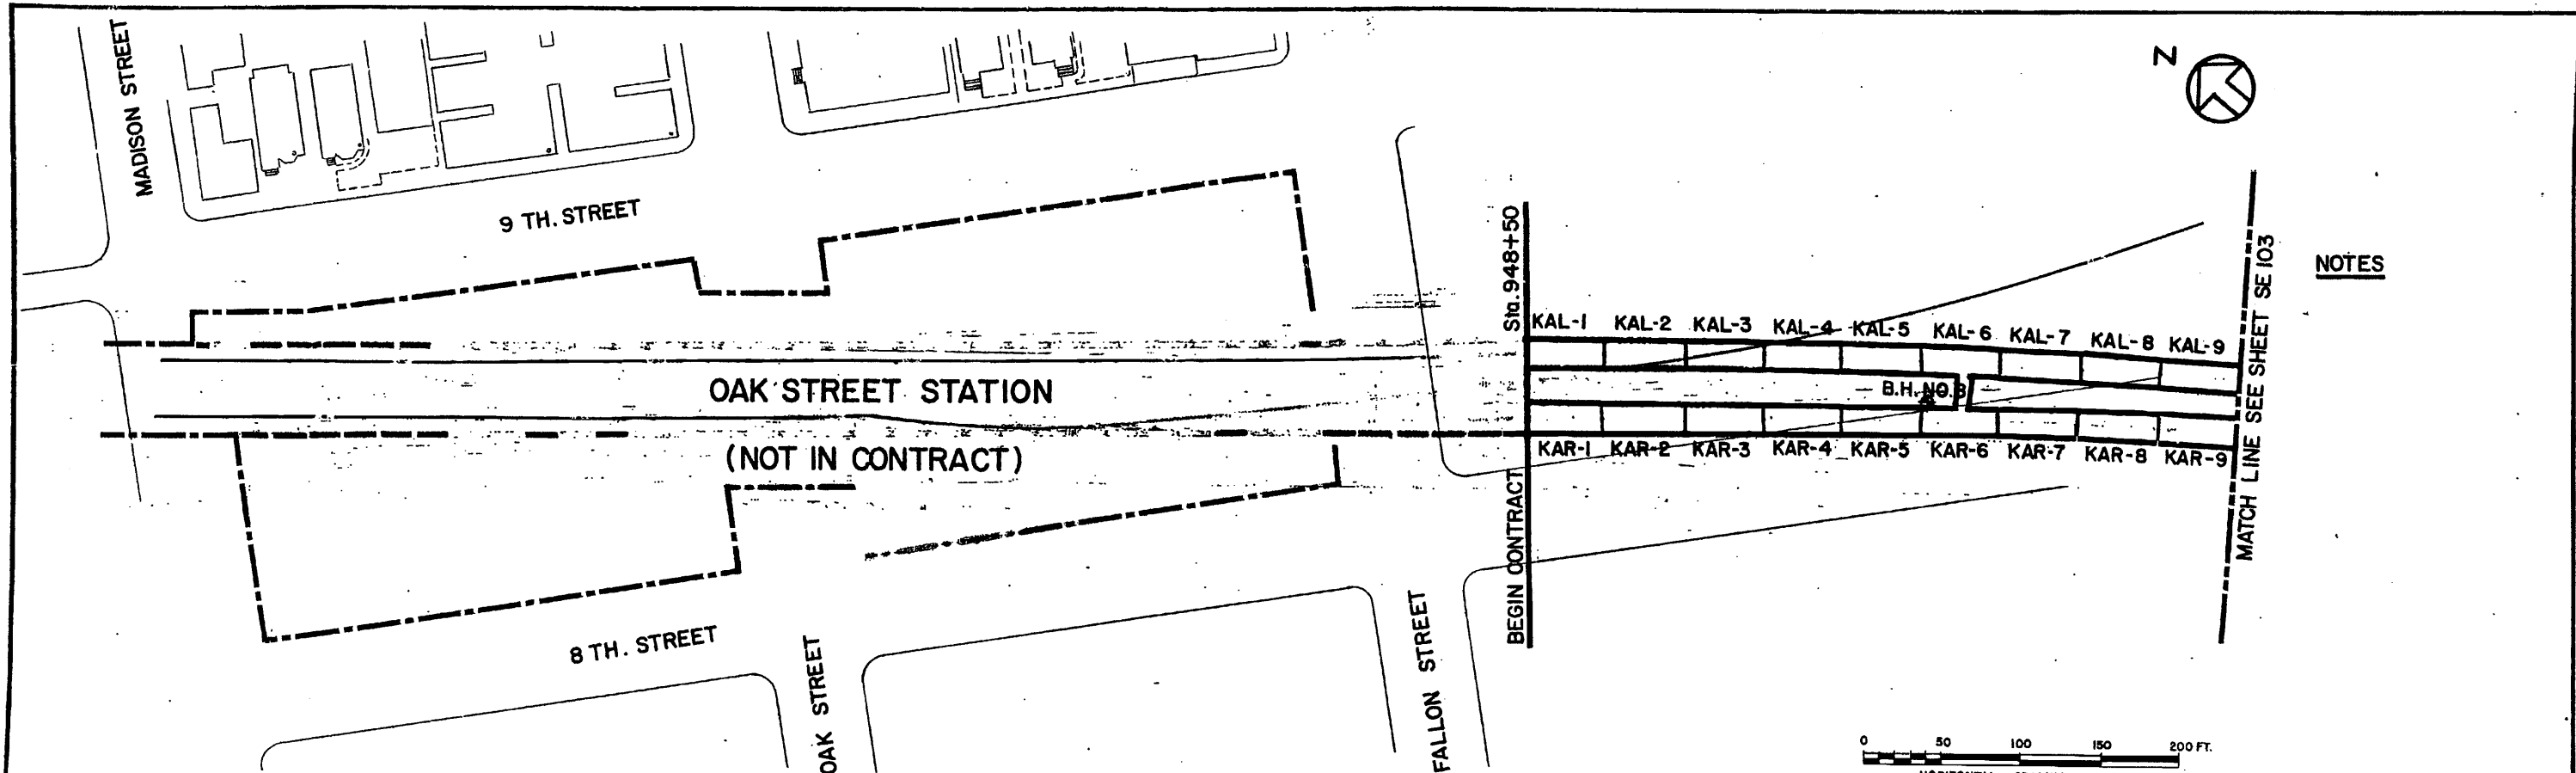 MADISON STREET
N
9 TH. STREET
Sta. 948+50
NOTES
KAL-1 KAL-2 KAL-3 KAL-4 KAL-5 KAL-6 KAL-7 KAL-8 KAL-9
OAK STREET STATION
B.H. NO.
(NOT IN CONTRACT)
KAR-1 KAR-2 KAR-3 KAR-4 KAR-5 KAR-6 KAR-7 KAR-8 KAR-9
MATCH LINE SEE SHEET SE 103
BEGIN CONTRACT
8 TH. STREET
OAK STREET
FALLON STREET
0 50 100 150 200 FT.